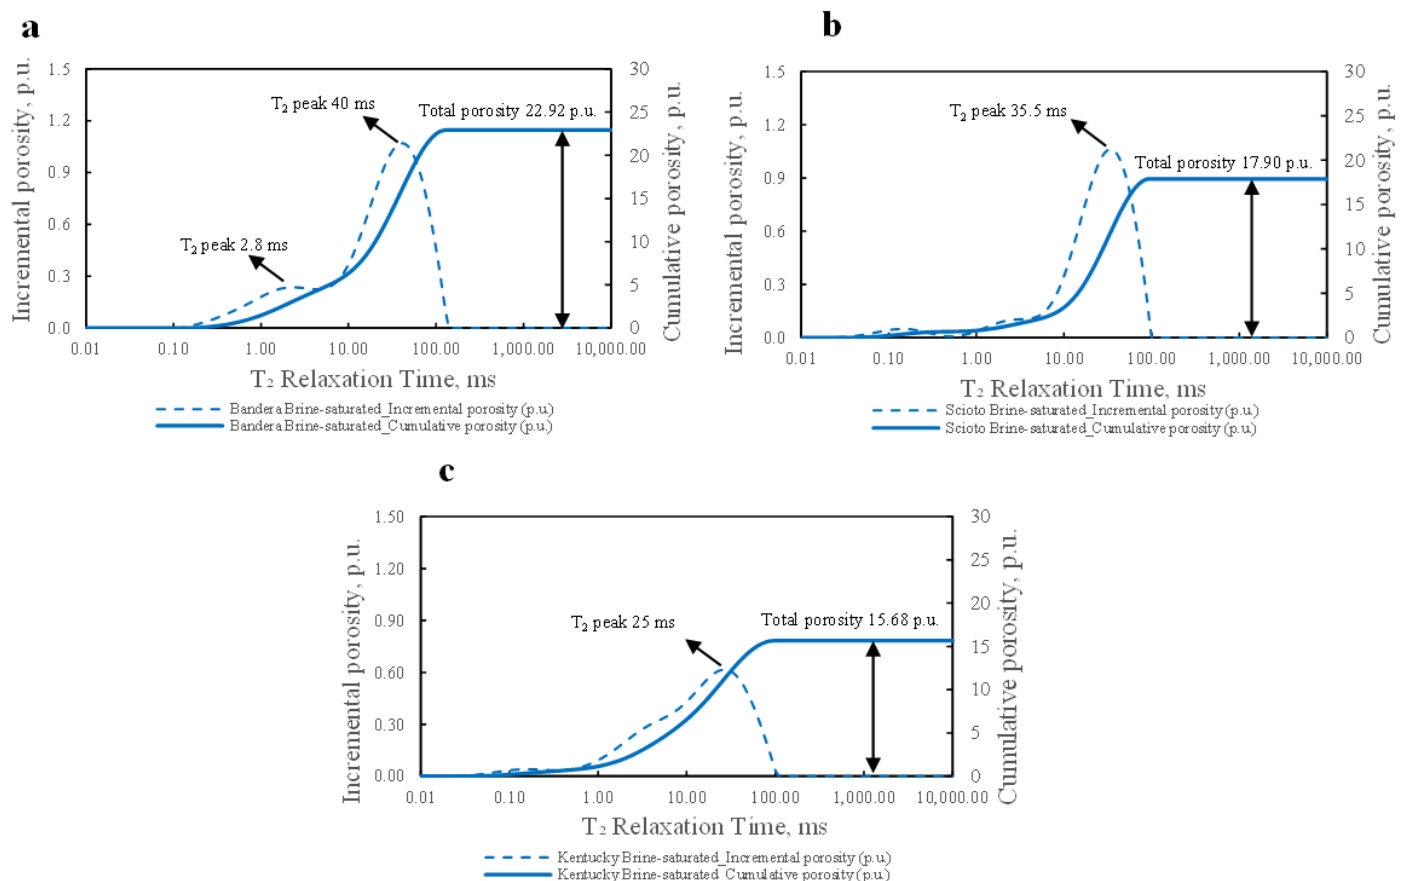 a
Incremental porosity, p.u.
1.5
1.2
0.9
0.6
0.3
0.0
T₂ peak 40 ms
Total porosity 22.92 p.u.
T₂ peak 2.8 ms
30
25
20
15
10
5
0
Cumulative porosity, p.u.
0.01 0.10 1.00 10.00 100.00 1,000.00 10,000.00
T₂ Relaxation Time, ms
Bandera Brine-saturated_Incremental porosity (p.u.)
Bandera Brine-saturated_Cumulative porosity (p.u.)
b
Incremental porosity, p.u.
1.5
1.2
0.9
0.6
0.3
0.0
T₂ peak 35.5 ms
Total porosity 17.90 p.u.
30
25
20
15
10
5
0
Cumulative porosity, p.u.
0.01 0.10 1.00 10.00 100.00 1,000.00 10,000.00
T₂ Relaxation Time, ms
Scioto Brine-saturated_Incremental porosity (p.u.)
Scioto Brine-saturated_Cumulative porosity (p.u.)
c
Incremental porosity, p.u.
1.50
1.20
0.90
0.60
0.30
0.00
T₂ peak 25 ms
Total porosity 15.68 p.u.
30
25
20
15
10
5
0
Cumulative porosity, p.u.
0.01 0.10 1.00 10.00 100.00 1,000.00 10,000.00
T₂ Relaxation Time, ms
Kentucky Brine-saturated_Incremental porosity (p.u.)
Kentucky Brine-saturated_Cumulative porosity (p.u.)